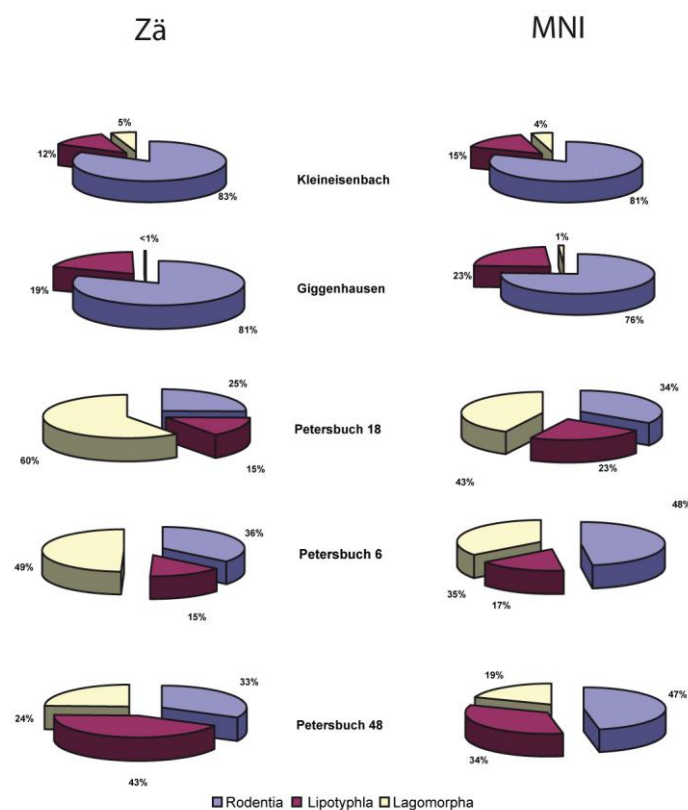 Zä MNI
5% 4%
12% 15%
Kleineisenbach
83% 81%
<1% 1%
19% 23%
Giggenhausen
81% 76%
25% 34%
Petersbuch 18
60% 15% 43% 23%
36% 48%
Petersbuch 6
49% 15% 35% 17%
33% 19% 47%
24% Petersbuch 48 34%
43%
Rodentia Lipotyphla Lagomorpha